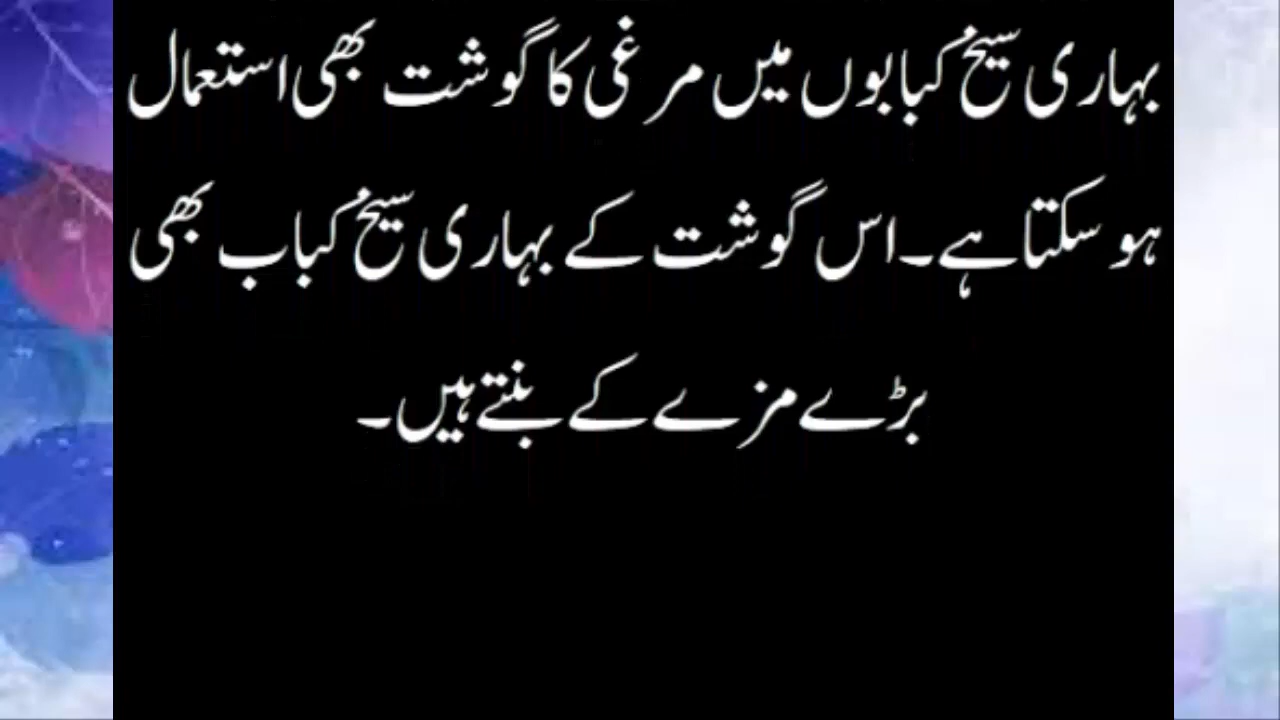 بہاری سیخ کبابوں میں مرغی کا گوشت بھی استعمال
ہو سکتا ہے۔ اس گوشت کے بہاری سیخ کباب بھی
بڑے مزے کے بنتے ہیں۔